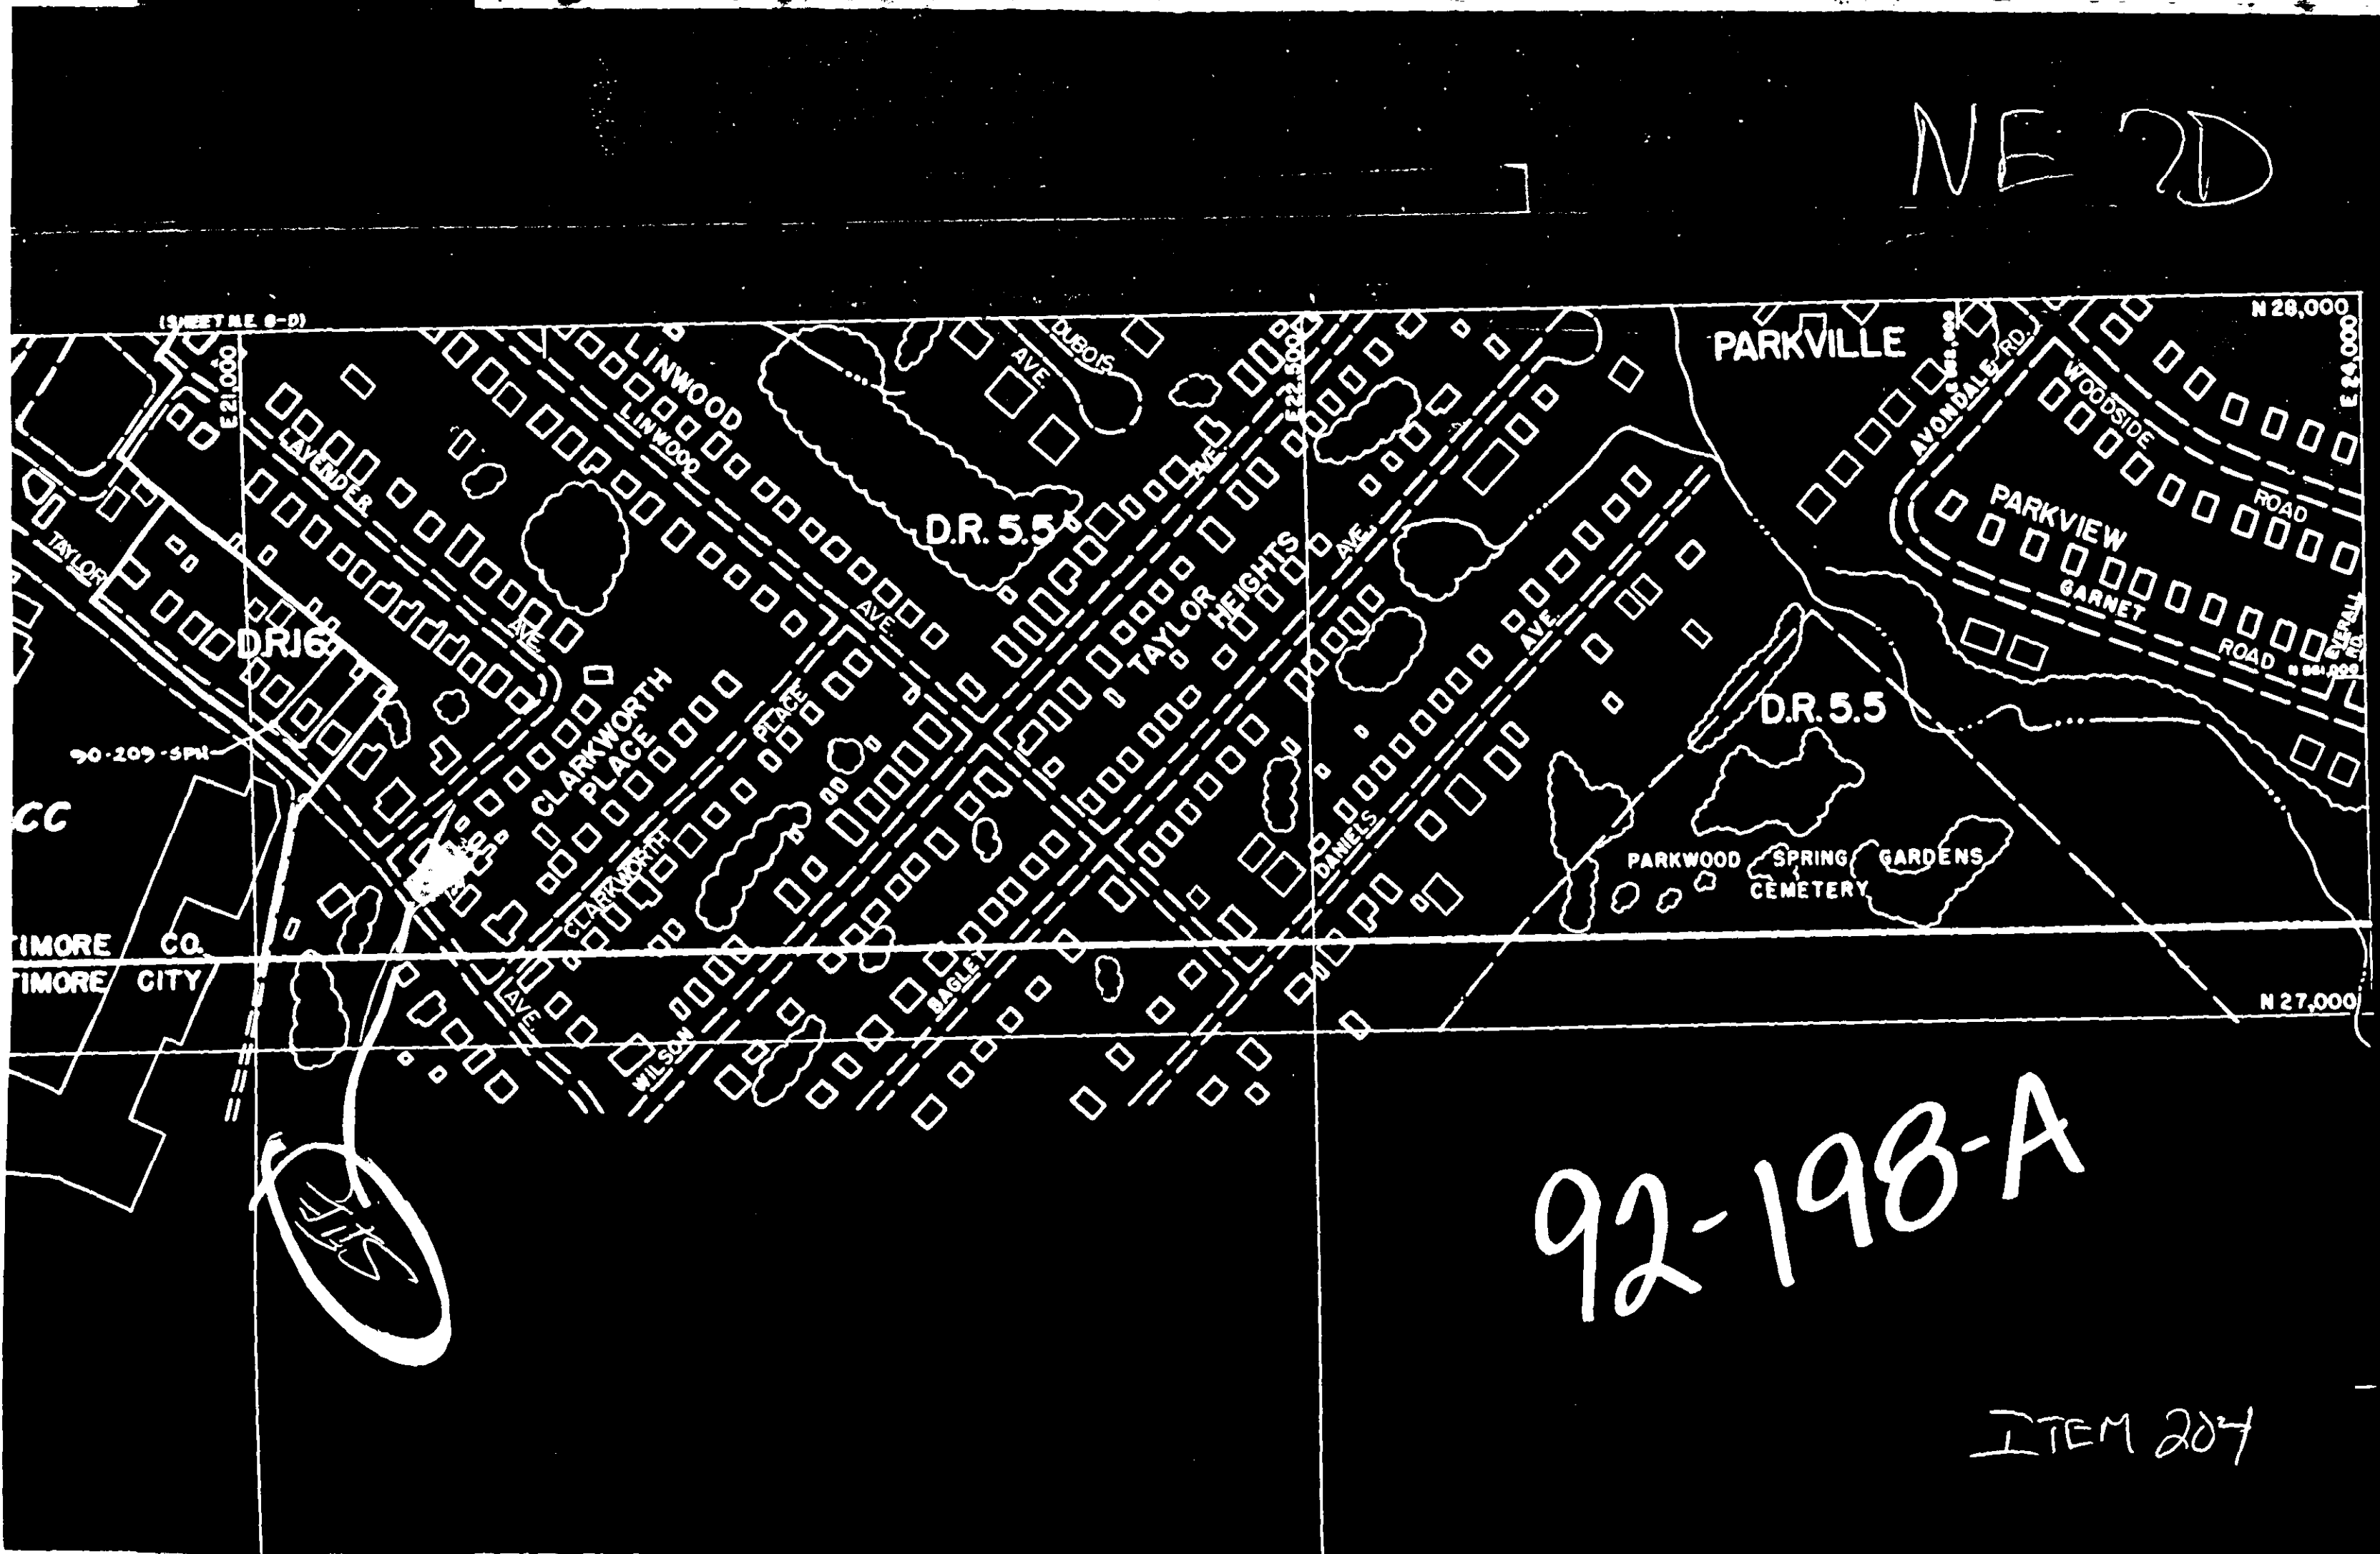 NE 7D
(SHEET N.E. 8-D)
N 28,000
E 21,000
E 22,500
E 24,000
LINWOOD
LINWOOD
AVE.
DUBOIS
AVE.
PARKVILLE
AVONDALE RD.
WOODSIDE
ROAD
LAVENDER
AVE.
TAYLOR
D.R. 5.5
AVE.
TAYLOR HEIGHTS
AVE.
PARKVIEW
GARNET
ROAD
D.R.16
CLARKWORTH
PLACE
PLACE
CLARKWORTH
AVE.
D.R. 5.5
90-209-SPH
CC
DANIELS
PARKWOOD SPRING GARDENS
CEMETERY
TIMORE CO.
TIMORE CITY
AVE.
WILSON
BAGLEY
N 27,000
92-198-A
ITEM 204